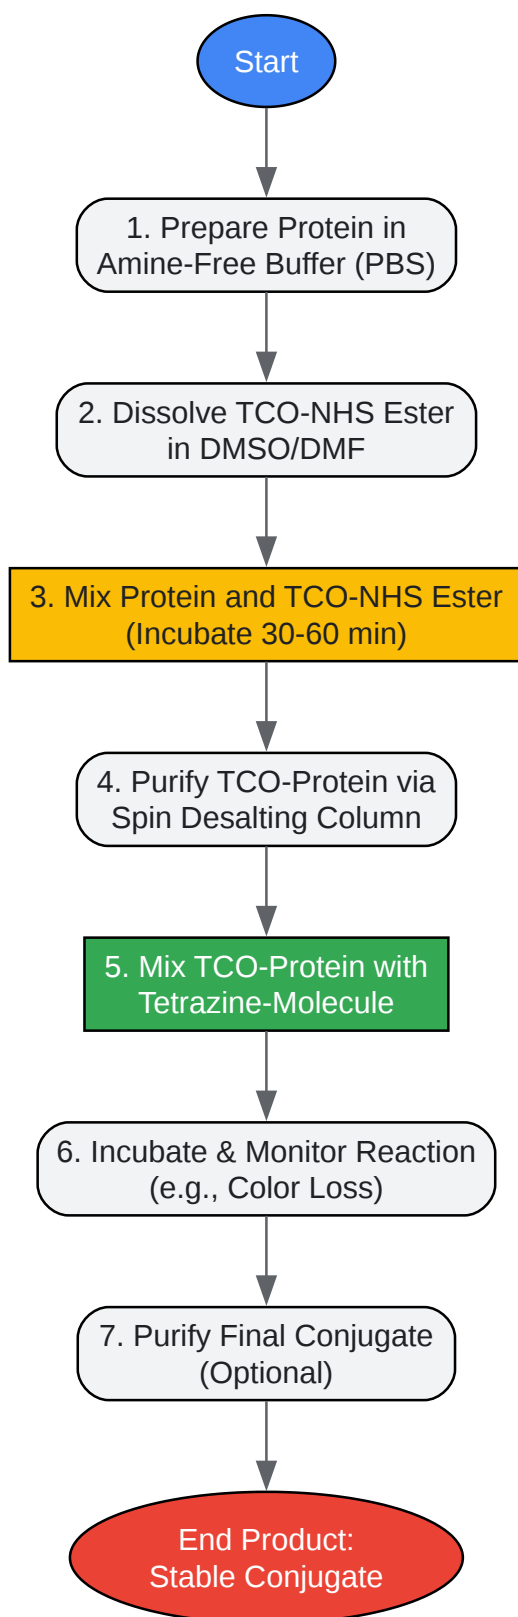 Start
1. Prepare Protein in
Amine-Free Buffer (PBS)
2. Dissolve TCO-NHS Ester
in DMSO/DMF
3. Mix Protein and TCO-NHS Ester
(Incubate 30-60 min)
4. Purify TCO-Protein via
Spin Desalting Column
5. Mix TCO-Protein with
Tetrazine-Molecule
6. Incubate & Monitor Reaction
(e.g., Color Loss)
7. Purify Final Conjugate
(Optional)
End Product:
Stable Conjugate